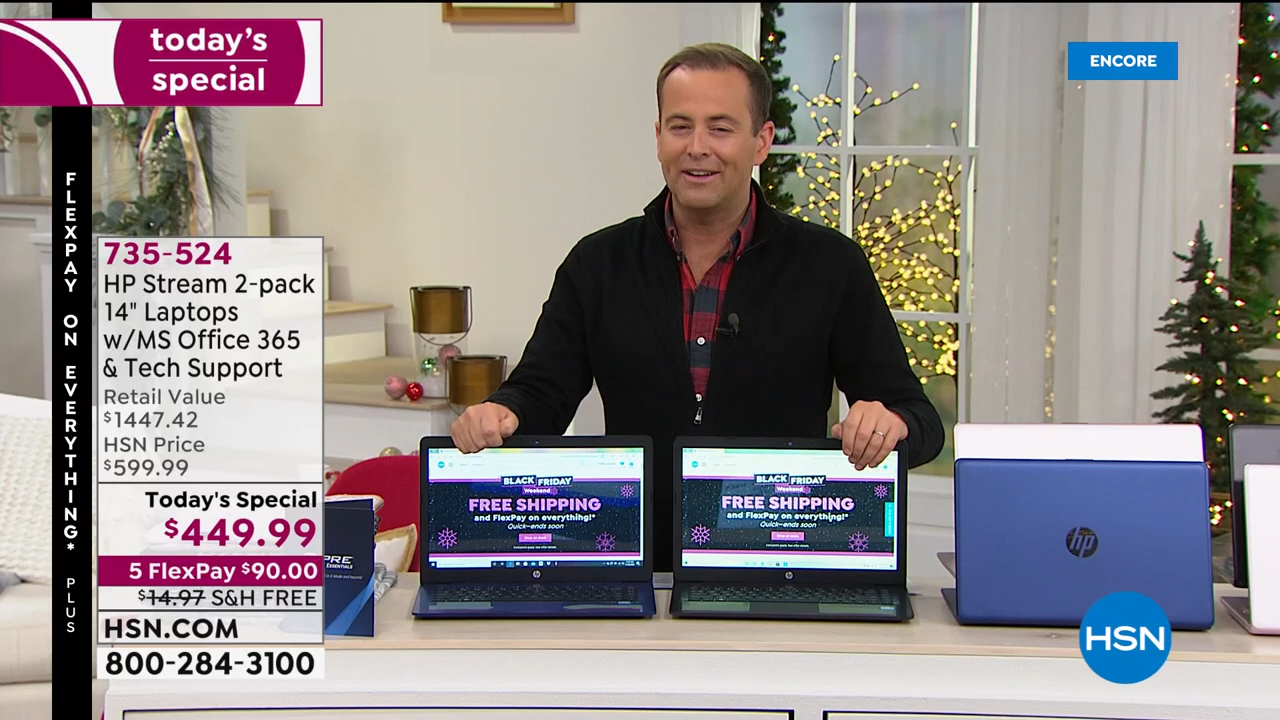 today's
special
ENCORE
FLEXPAY ON EVERYTHING* PLUS
735-524
HP Stream 2-pack
14" Laptops
w/MS Office 365
& Tech Support
Retail Value
$1447.42
HSN Price
$599.99
Today's Special
$449.99
5 FlexPay $90.00
$14.97 S&H FREE
HSN.COM
800-284-3100
BLACK FRIDAY
Weekend
FREE SHIPPING
and FlexPay on everything!*
Quick–ends soon
hp
BLACK FRIDAY
Weekend
FREE SHIPPING
and FlexPay on everything!*
Quick–ends soon
hp
hp
HSN